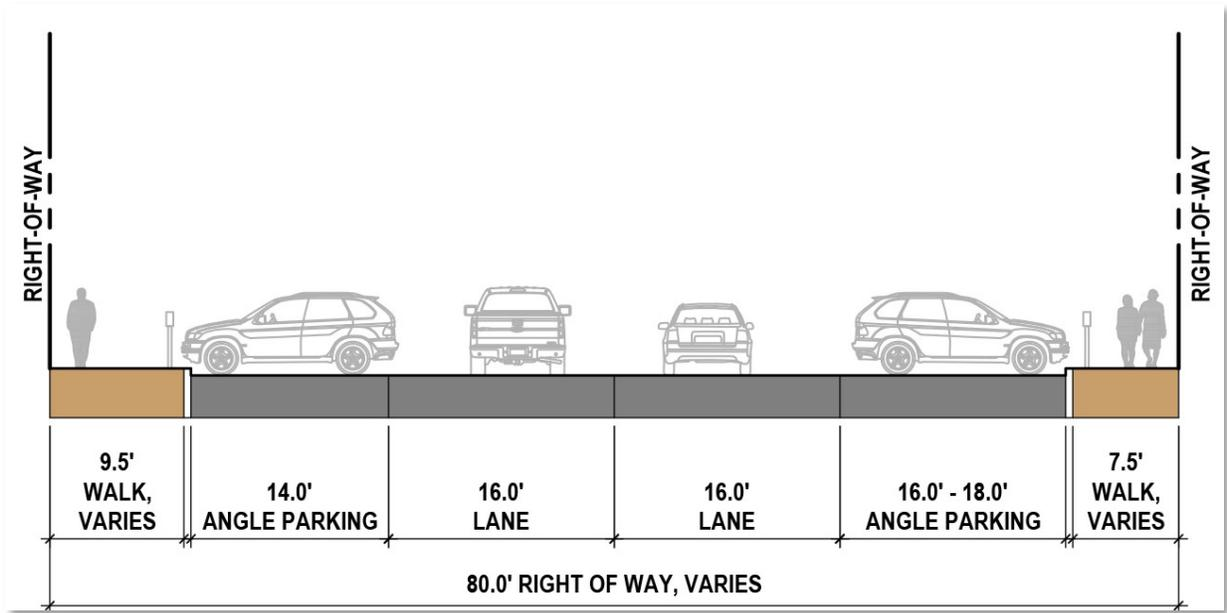 RIGHT-OF-WAY
RIGHT-OF-WAY
9.5'
WALK,
VARIES
14.0'
ANGLE PARKING
16.0'
LANE
16.0'
LANE
16.0' - 18.0'
ANGLE PARKING
7.5'
WALK,
VARIES
80.0' RIGHT OF WAY, VARIES